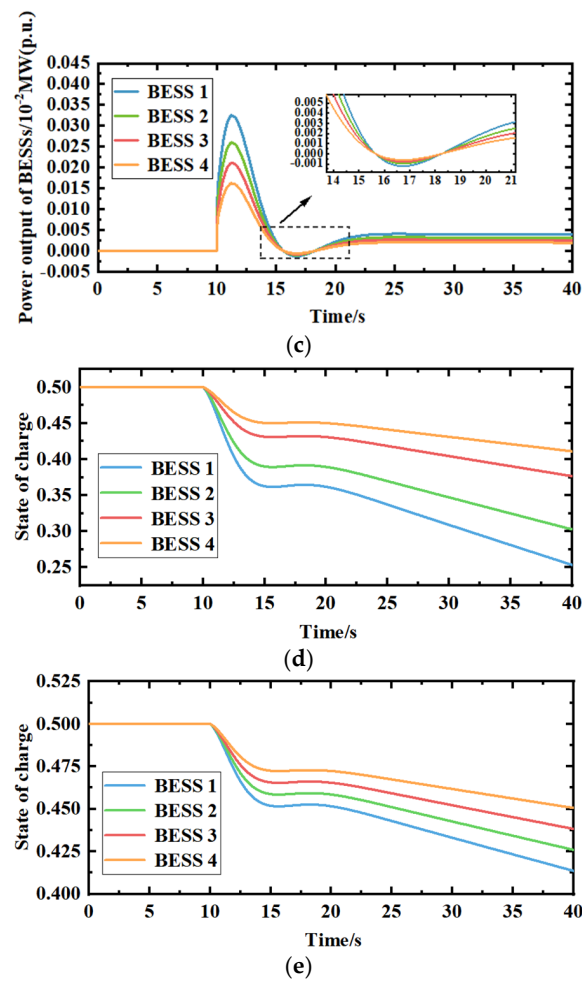 (c)
Power output of BESSs/10⁻²MW(p.u.)
0.045
0.040
0.035
0.030
0.025
0.020
0.015
0.010
0.005
0.000
-0.005
BESS 1
BESS 2
BESS 3
BESS 4
0.005
0.004
0.003
0.002
0.001
0.000
-0.001
14 15 16 17 18 19 20 21
0 5 10 15 20 25 30 35 40
Time/s
(c)
State of charge
0.50
0.45
0.40
0.35
0.30
0.25
BESS 1
BESS 2
BESS 3
BESS 4
0 5 10 15 20 25 30 35 40
Time/s
(d)
State of charge
0.525
0.500
0.475
0.450
0.425
0.400
BESS 1
BESS 2
BESS 3
BESS 4
0 5 10 15 20 25 30 35 40
Time/s
(e)